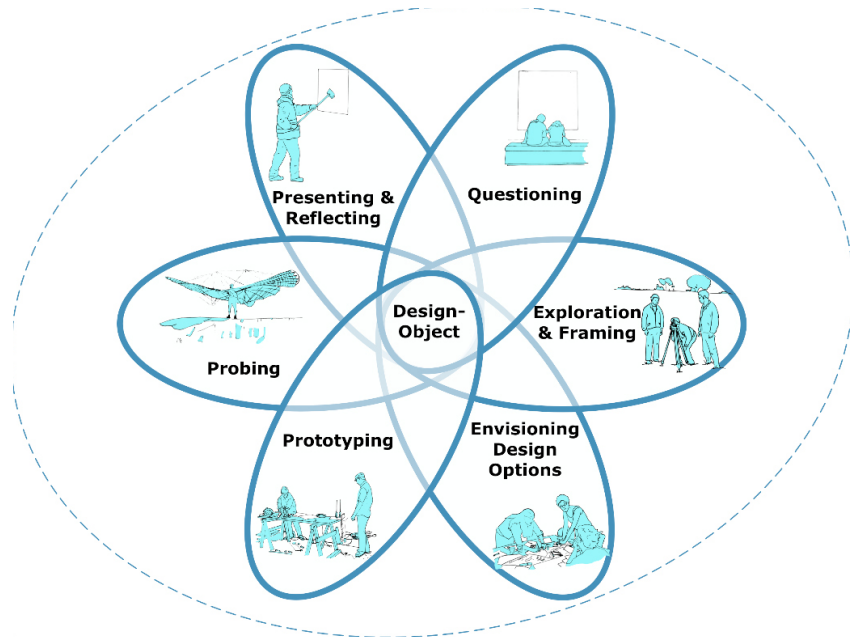 Presenting &
Reflecting
Questioning
Design-
Object
Exploration
& Framing
Probing
Prototyping
Envisioning
Design
Options